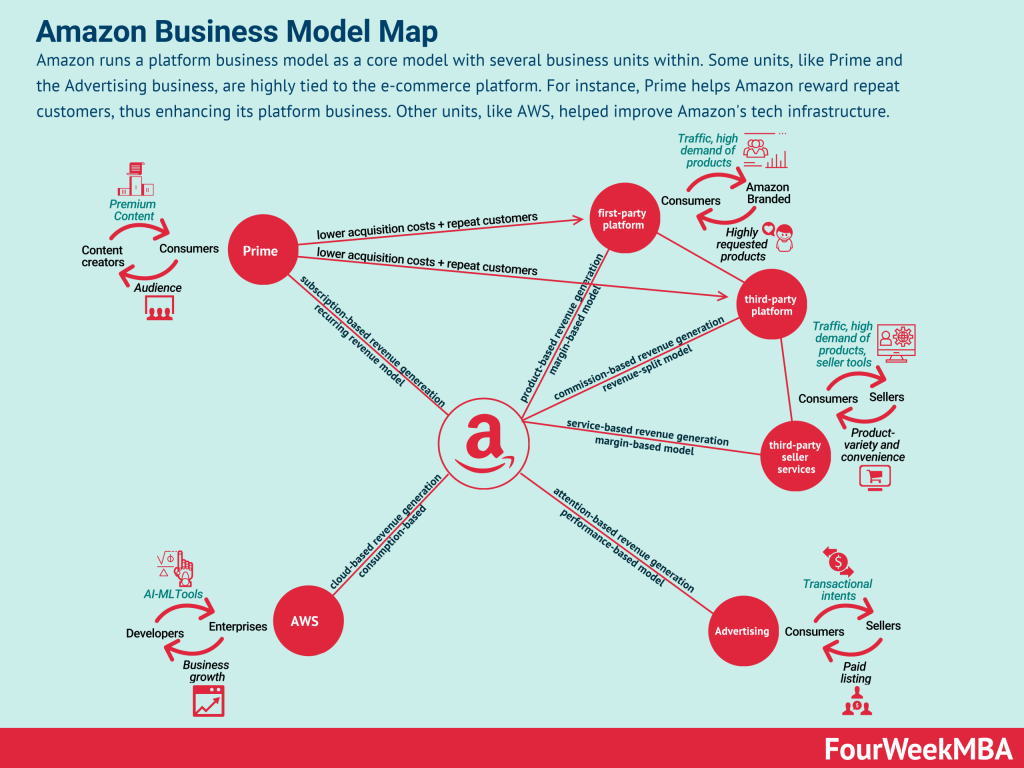 Amazon Business Model Map
Amazon runs a platform business model as a core model with several business units within. Some units, like Prime and
the Advertising business, are highly tied to the e-commerce platform. For instance, Prime helps Amazon reward repeat
customers, thus enhancing its platform business. Other units, like AWS, helped improve Amazon's tech infrastructure.
Premium
Content
Content
creators
Consumers
Audience
Prime
lower acquisition costs + repeat customers
lower acquisition costs + repeat customers
first-party
platform
Traffic, high
demand of
products
Consumers
Amazon
Branded
Highly
requested
products
third-party
platform
Traffic, high
demand of
products,
seller tools
Consumers
Sellers
Product-
variety and
convenience
third-party
seller
services
subscription-based revenue genereation
recurring revenue model
product-based revenue generation
margin-based model
commission-based revenue generation
revenue-split model
service-based revenue generation
margin-based model
a
cloud-based revenue generation
consumption-based
attention-based revenue generation
performance-based model
AI-MLTools
Developers
Enterprises
Business
growth
AWS
Advertising
Transactional
intents
Consumers
Sellers
Paid
listing
FourWeekMBA